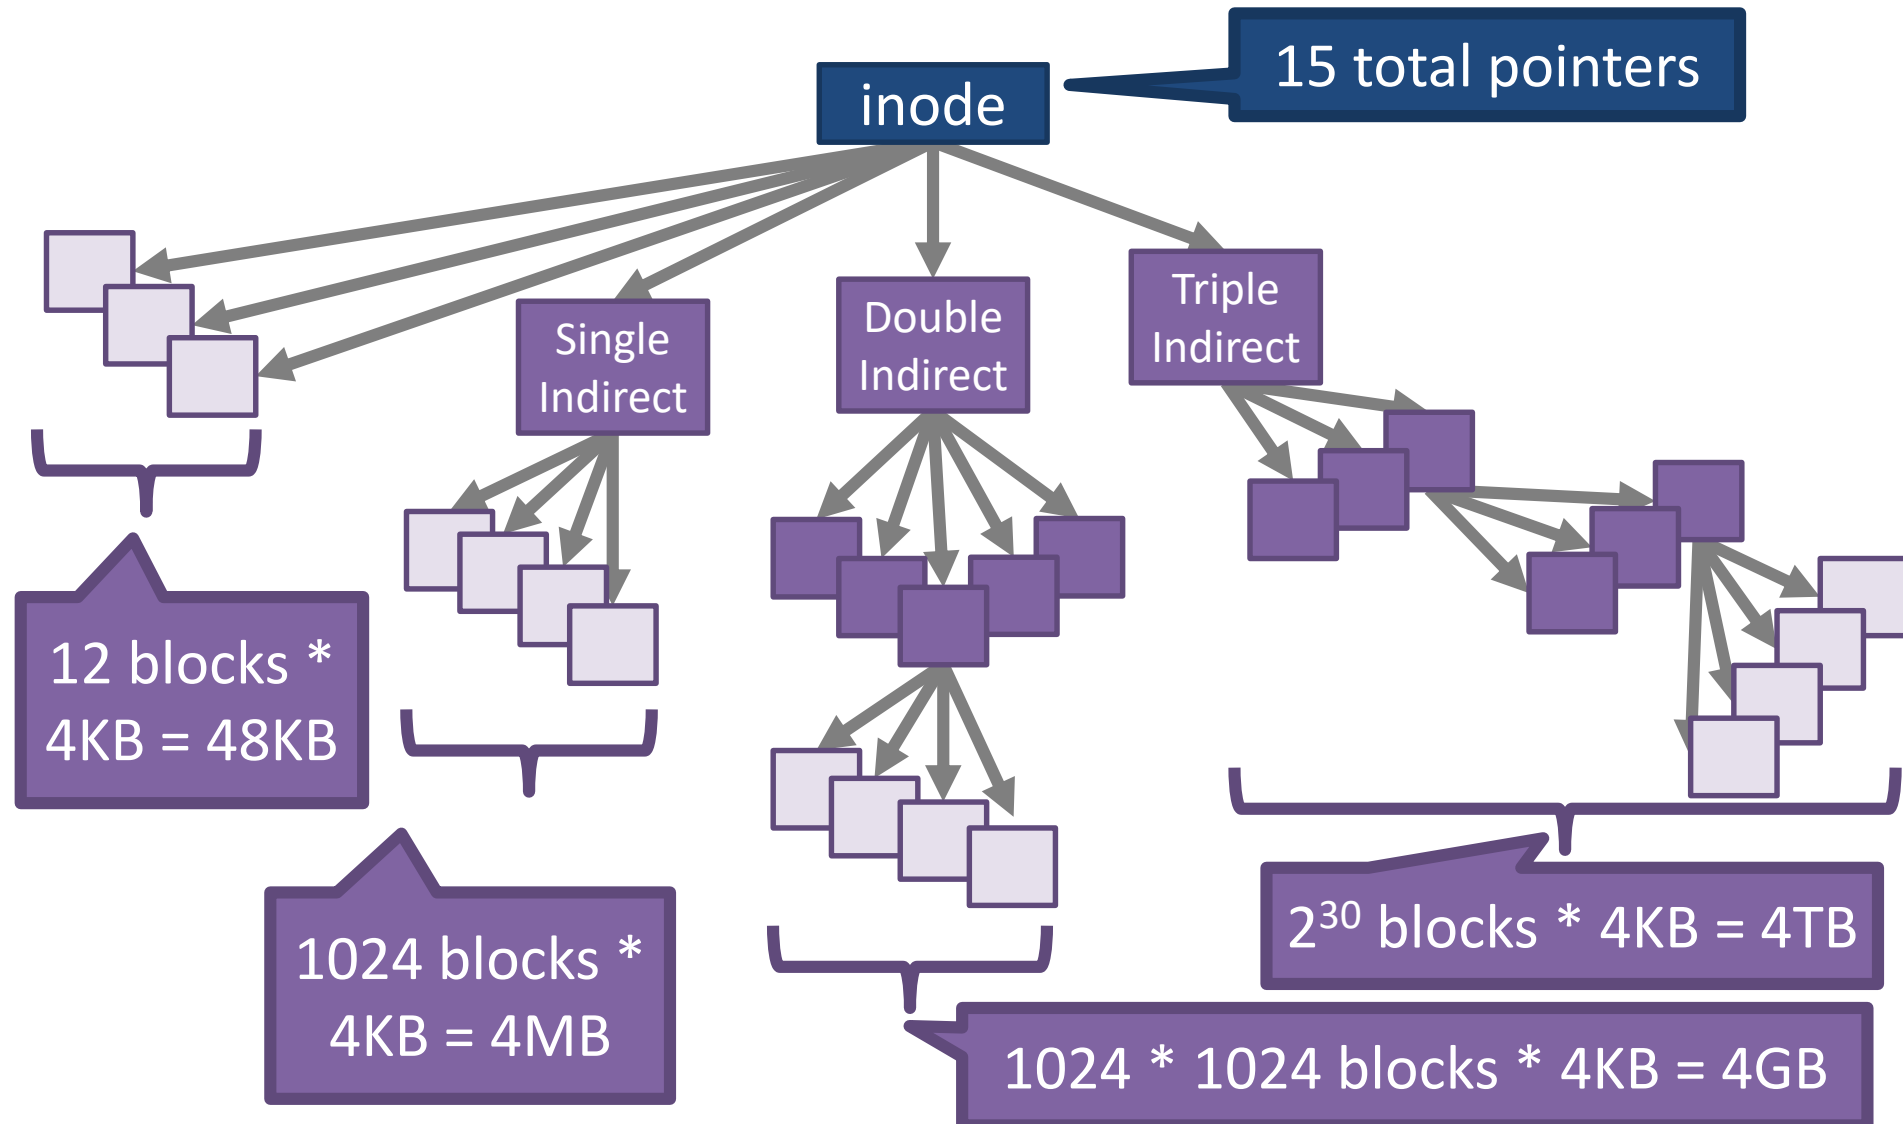 15 total pointers
inode
Single
Indirect
Double
Indirect
Triple
Indirect
12 blocks *
4KB = 48KB
1024 blocks *
4KB = 4MB
1024 * 1024 blocks * 4KB = 4GB
2³⁰ blocks * 4KB = 4TB